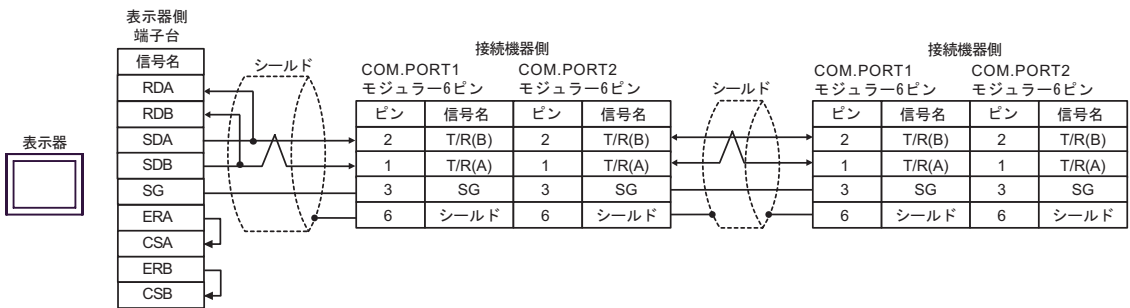 表示器
表示器側
端子台
信号名
RDA
RDB
SDA
SDB
SG
ERA
CSA
ERB
CSB
シールド
接続機器側
COM.PORT1 COM.PORT2
モジュラー6ピン モジュラー6ピン
ピン 信号名 ピン 信号名
2 T/R(B) 2 T/R(B)
1 T/R(A) 1 T/R(A)
3 SG 3 SG
6 シールド 6 シールド
シールド
接続機器側
COM.PORT1 COM.PORT2
モジュラー6ピン モジュラー6ピン
ピン 信号名 ピン 信号名
2 T/R(B) 2 T/R(B)
1 T/R(A) 1 T/R(A)
3 SG 3 SG
6 シールド 6 シールド